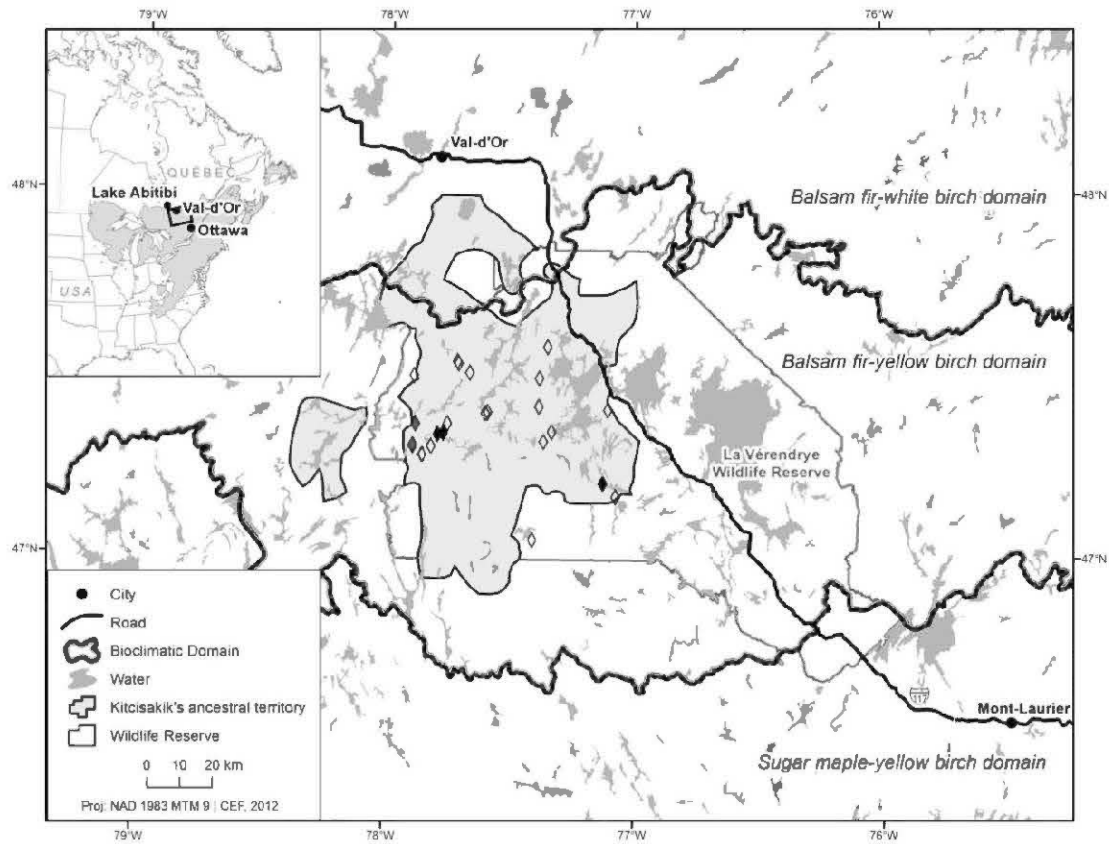 79°W
78°W
77°W
76°W
QUÉBEC
Lake Abitibi
Val-d'Or
Ottawa
USA
Val-d'Or
48°N
48°N
Balsam fir-white birch domain
Balsam fir-yellow birch domain
La Vérendrye
Wildlife Reserve
47°N
47°N
City
Road
Bioclimatic Domain
Water
Kitcisakik's ancestral territory
Wildlife Reserve
0 10 20 km
Proj: NAD 1983 MTM 9 | CEF, 2012
117
Mont-Laurier
Sugar maple-yellow birch domain
79°W
78°W
77°W
76°W